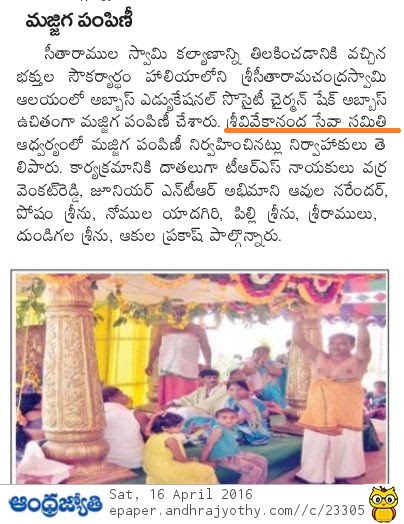 మజ్జిగ పంపిణీ
సీతారాముల స్వామి కల్యాణాన్ని తిలకించడానికి వచ్చిన
భక్తుల సౌకర్యార్థం హాలియాలోని శ్రీసీతారామచంద్రస్వామి
ఆలయంలో అబ్బాస్ ఎడ్యుకేషనల్ సొసైటీ చైర్మన్ షేక్ అబ్బాస్
ఉచితంగా మజ్జిగ పంపిణీ చేశారు. శ్రీవివేకానంద సేవా సమితి
ఆధ్వర్యంలో మజ్జిగ పంపిణీ నిర్వహించినట్లు నిర్వాహకులు తె
లిపారు. కార్యక్రమానికి దాతలుగా టీఆర్ఎస్ నాయకులు వర్ర
వెంకట్‌రెడ్డి, జూనియర్ ఎన్‌టీఆర్ అభిమాని ఆవుల నరేందర్,
పోషం శ్రీను, నోముల యాదగిరి, పిల్లి శ్రీను, శ్రీరాములు,
దుండిగల శ్రీను, ఆకుల ప్రకాష్ పాల్గొన్నారు.
ఆంధ్రజ్యోతి
Sat, 16 April 2016
epaper.andhrajyothy.com//c/23305